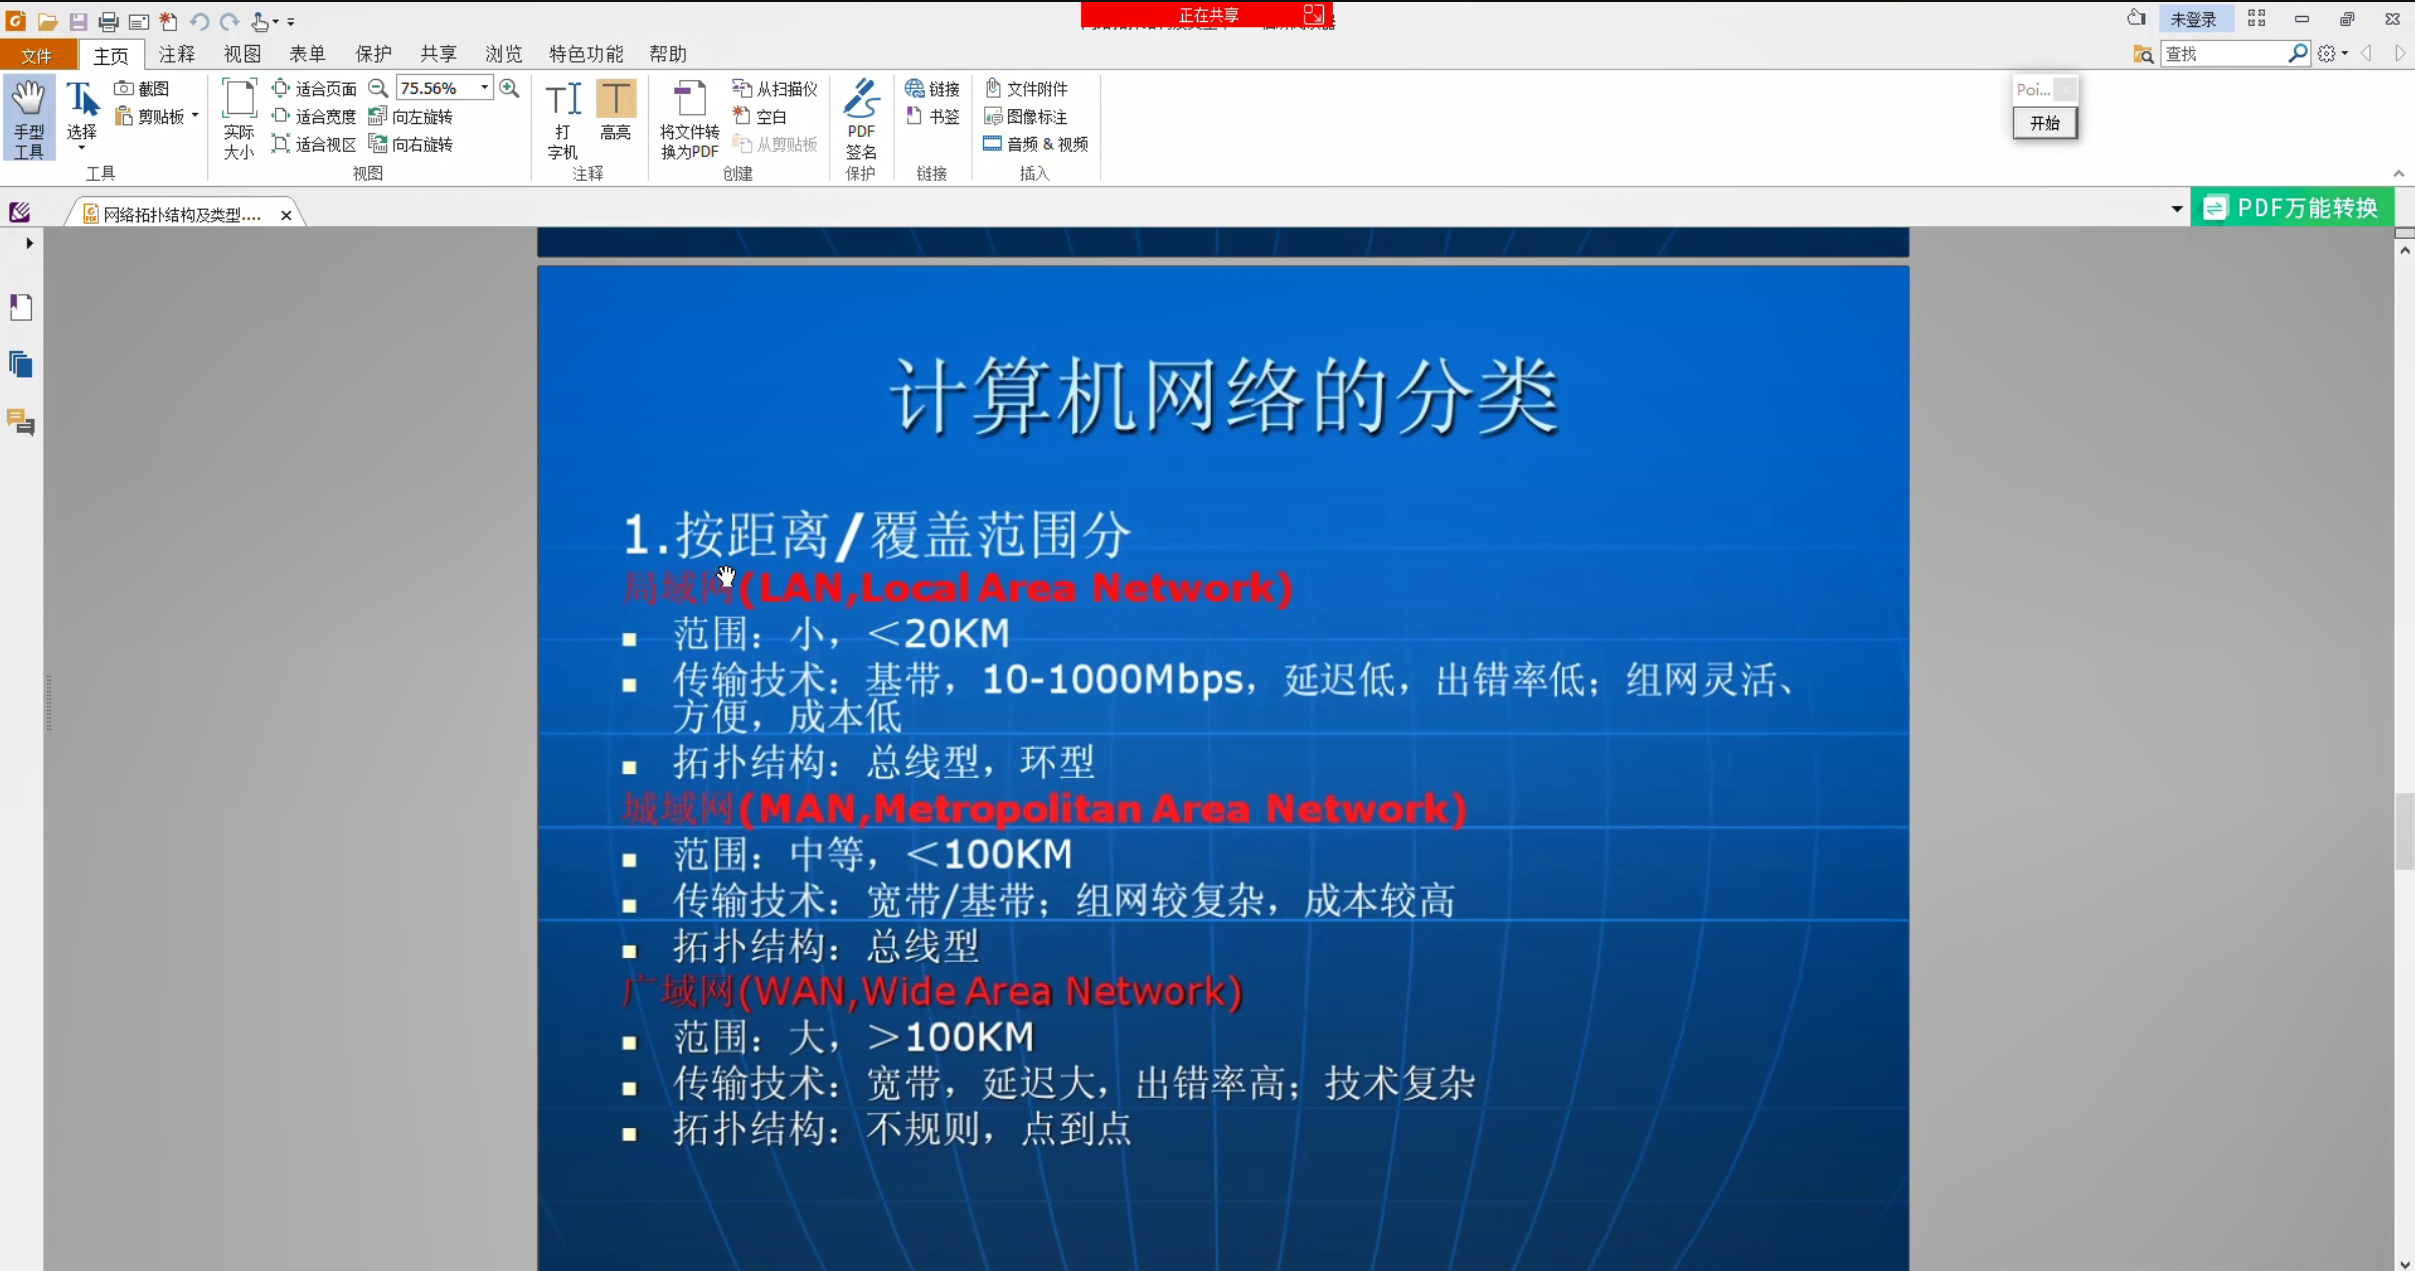 正在共享
未登录
文件 主页 注释 视图 表单 保护 共享 浏览 特色功能 帮助
查找
手型工具
选择
截图
剪贴板
工具
实际大小
适合页面
适合宽度
适合视区
75.56%
向左旋转
向右旋转
视图
打字机
高亮
注释
将文件转换为PDF
从扫描仪
空白
从剪贴板
创建
PDF签名
保护
链接
书签
链接
文件附件
图像标注
音频 & 视频
插入
Poi...
开始
网络拓扑结构及类型....
PDF万能转换
计算机网络的分类
1.按距离/覆盖范围分
局域网(LAN,Local Area Network)
范围：小，＜20KM
传输技术：基带，10-1000Mbps，延迟低，出错率低；组网灵活、
方便，成本低
拓扑结构：总线型，环型
城域网(MAN,Metropolitan Area Network)
范围：中等，＜100KM
传输技术：宽带/基带；组网较复杂，成本较高
拓扑结构：总线型
广域网(WAN,Wide Area Network)
范围：大，＞100KM
传输技术：宽带，延迟大，出错率高；技术复杂
拓扑结构：不规则，点到点